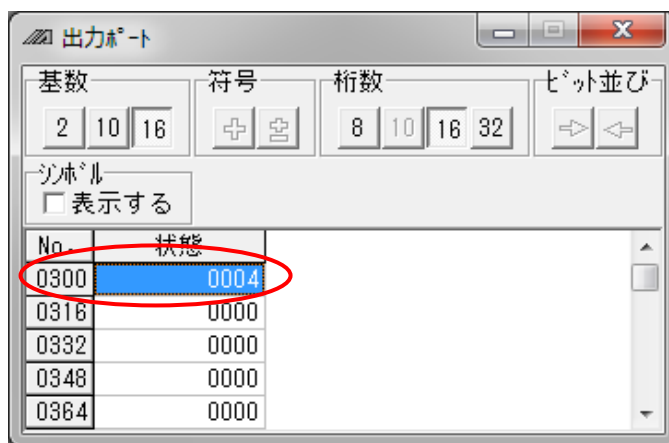 出力ﾎﾟｰﾄ
基数 符号 桁数 ﾋﾞｯﾄ並び
2 10 16 8 10 16 32
ｼﾝﾎﾞﾙ
表示する
No. 状態
0300 0004
0316 0000
0332 0000
0348 0000
0364 0000